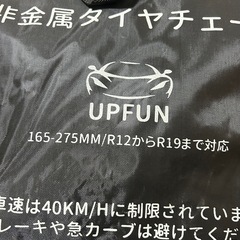 非金属タイヤチェー
UPFUN
165-275MM/R12からR19まで対応
車速は40KM/Hに制限されていま
レーキや急カーブは避けてくだ